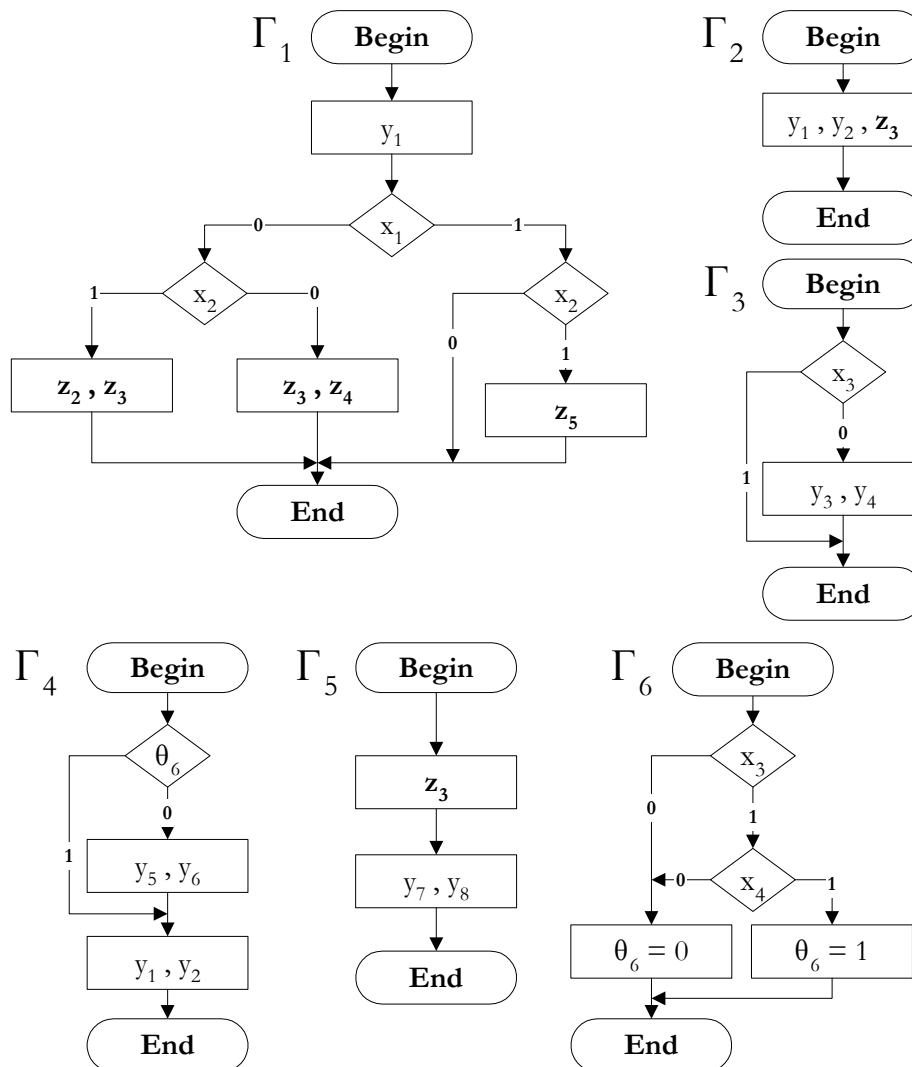 Γ1
Begin
y1
x1
0
1
x2
1
0
x2
0
1
z2 , z3
z3 , z4
z5
End
Γ2
Begin
y1 , y2 , z3
End
Γ3
Begin
x3
0
1
y3 , y4
End
Γ4
Begin
θ6
0
1
y5 , y6
y1 , y2
End
Γ5
Begin
z3
y7 , y8
End
Γ6
Begin
x3
0
1
x4
0
1
θ6 = 0
θ6 = 1
End